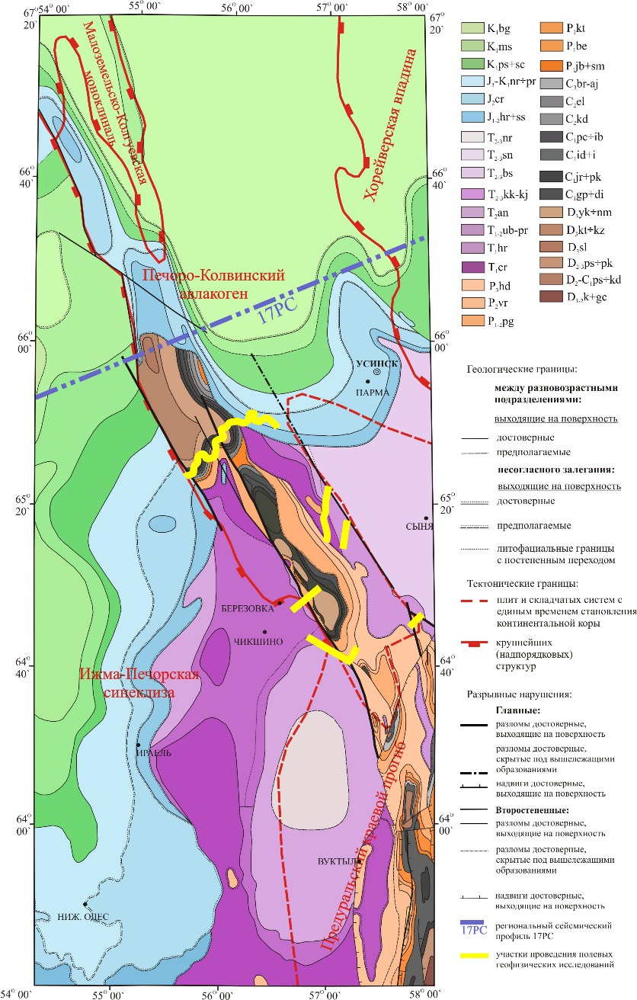 67° 20`
54° 00`
55° 00`
56° 00`
57° 00`
58° 00`
67° 20`
66° 40`
66° 40`
66° 00`
66° 00`
65° 20`
65° 20`
64° 40`
64° 40`
64° 00`
64° 00`
54° 00`
55° 00`
56° 00`
57° 00`
58° 00`
Малоземельско-Колгуевская
моноклиналь
Хорейверская впадина
Печоро-Колвинский
авлакоген
17РС
УСИНСК
ПАРМА
СЫНЯ
БЕРЕЗОВКА
ЧИКШИНО
Ижма-Печорская
синеклиза
ИРАЕЛЬ
ВУКТЫЛ
НИЖ. ОДЕС
Предуральский краевой прогиб
K₁bg
K₁ms
K₁ps+sc
J₃-K₁nr÷pr
J₂cr
J₁₋₂hr+ss
T₂₋₃nr
T₂₋₃sn
T₂₋₃bs
T₂₋₃kk-kj
T₂an
T₁₋₂ub-pr
T₁hr
T₁cr
P₃hd
P₂vr
P₁₋₂pg
P₁kt
P₁be
P₁jb+sm
C₃br-aj
C₂el
C₂kd
C₁pc÷ib
C₁id+i
C₁jr+pk
C₁gp+di
D₃yk÷nm
D₃kt÷kz
D₃sl
D₂₋₃ps÷pk
D₂-C₁ps÷kd
D₁₋₂k+gc
Геологические границы:
между разновозрастными
подразделениями:
выходящие на поверхность
достоверные
предполагаемые
несогласного залегания:
выходящие на поверхность
достоверные
предполагаемые
литофациальные границы
с постепенным переходом
Тектонические границы:
плит и складчатых систем с
единым временем становления
континентальной коры
крупнейших
(надпорядковых)
структур
Разрывные нарушения:
Главные:
разломы достоверные,
выходящие на поверхность
разломы достоверные,
скрытые под вышележащими
образованиями
надвиги достоверные,
выходящие на поверхность
Второстепенные:
разломы достоверные,
выходящие на поверхность
разломы достоверные,
скрытые под вышележащими
образованиями
надвиги достоверные,
выходящие на поверхность
17РС
региональный сейсмический
профиль 17РС
участки проведения полевых
геофизических исследований